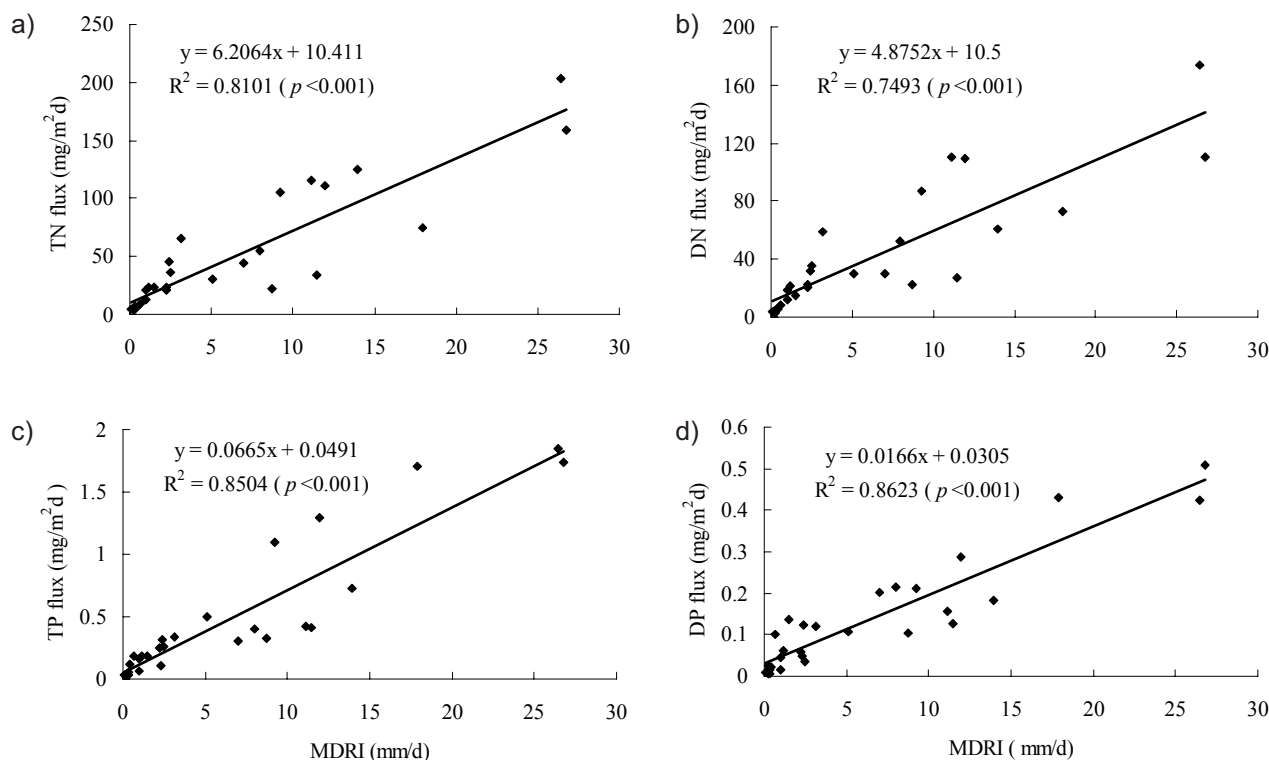 a)
y = 6.2064x + 10.411
R² = 0.8101 ( p <0.001)
TN flux (mg/m²d)
250
200
150
100
50
0
0 5 10 15 20 25 30
b)
y = 4.8752x + 10.5
R² = 0.7493 ( p <0.001)
DN flux (mg/m²d)
200
160
120
80
40
0
0 5 10 15 20 25 30
c)
y = 0.0665x + 0.0491
R² = 0.8504 ( p <0.001)
TP flux (mg/m²d)
2
1.5
1
0.5
0
0 5 10 15 20 25 30
MDRI (mm/d)
d)
y = 0.0166x + 0.0305
R² = 0.8623 ( p <0.001)
DP flux (mg/m²d)
0.6
0.5
0.4
0.3
0.2
0.1
0
0 5 10 15 20 25 30
MDRI ( mm/d)